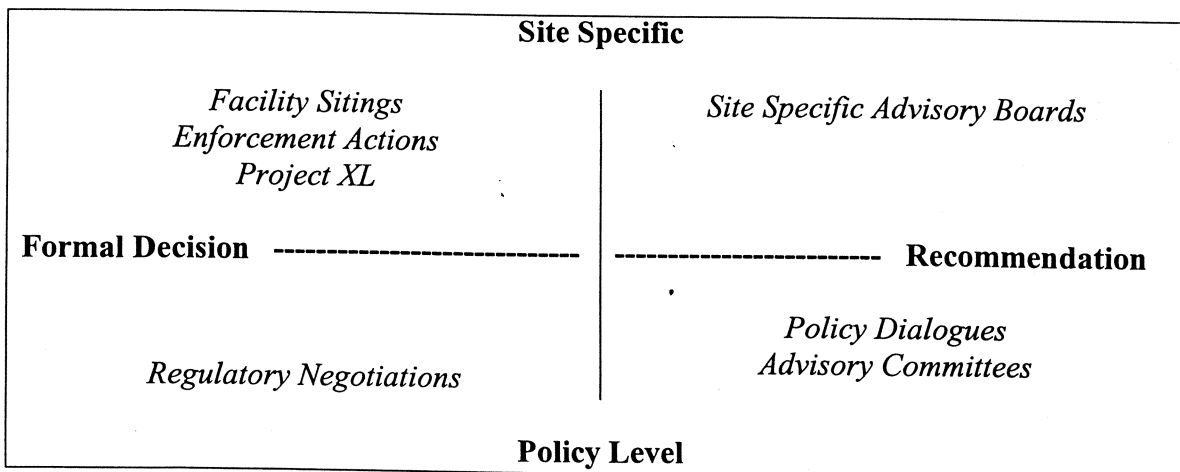 Site Specific
Facility Sitings
Enforcement Actions
Project XL
Site Specific Advisory Boards
Formal Decision
Recommendation
Regulatory Negotiations
Policy Dialogues
Advisory Committees
Policy Level